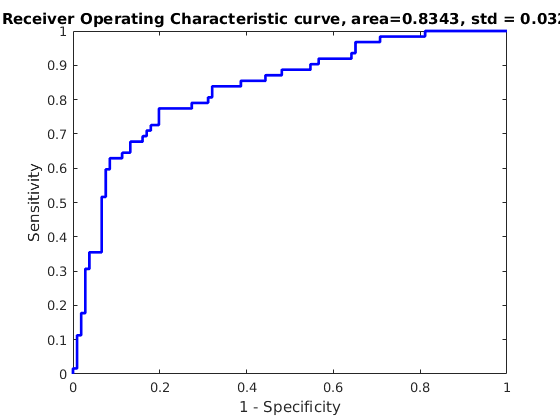 Receiver Operating Characteristic curve, area=0.8343, std = 0.032
1
0.9
0.8
0.7
0.6
0.5
0.4
0.3
0.2
0.1
0
Sensitivity
0 0.2 0.4 0.6 0.8 1
1 - Specificity